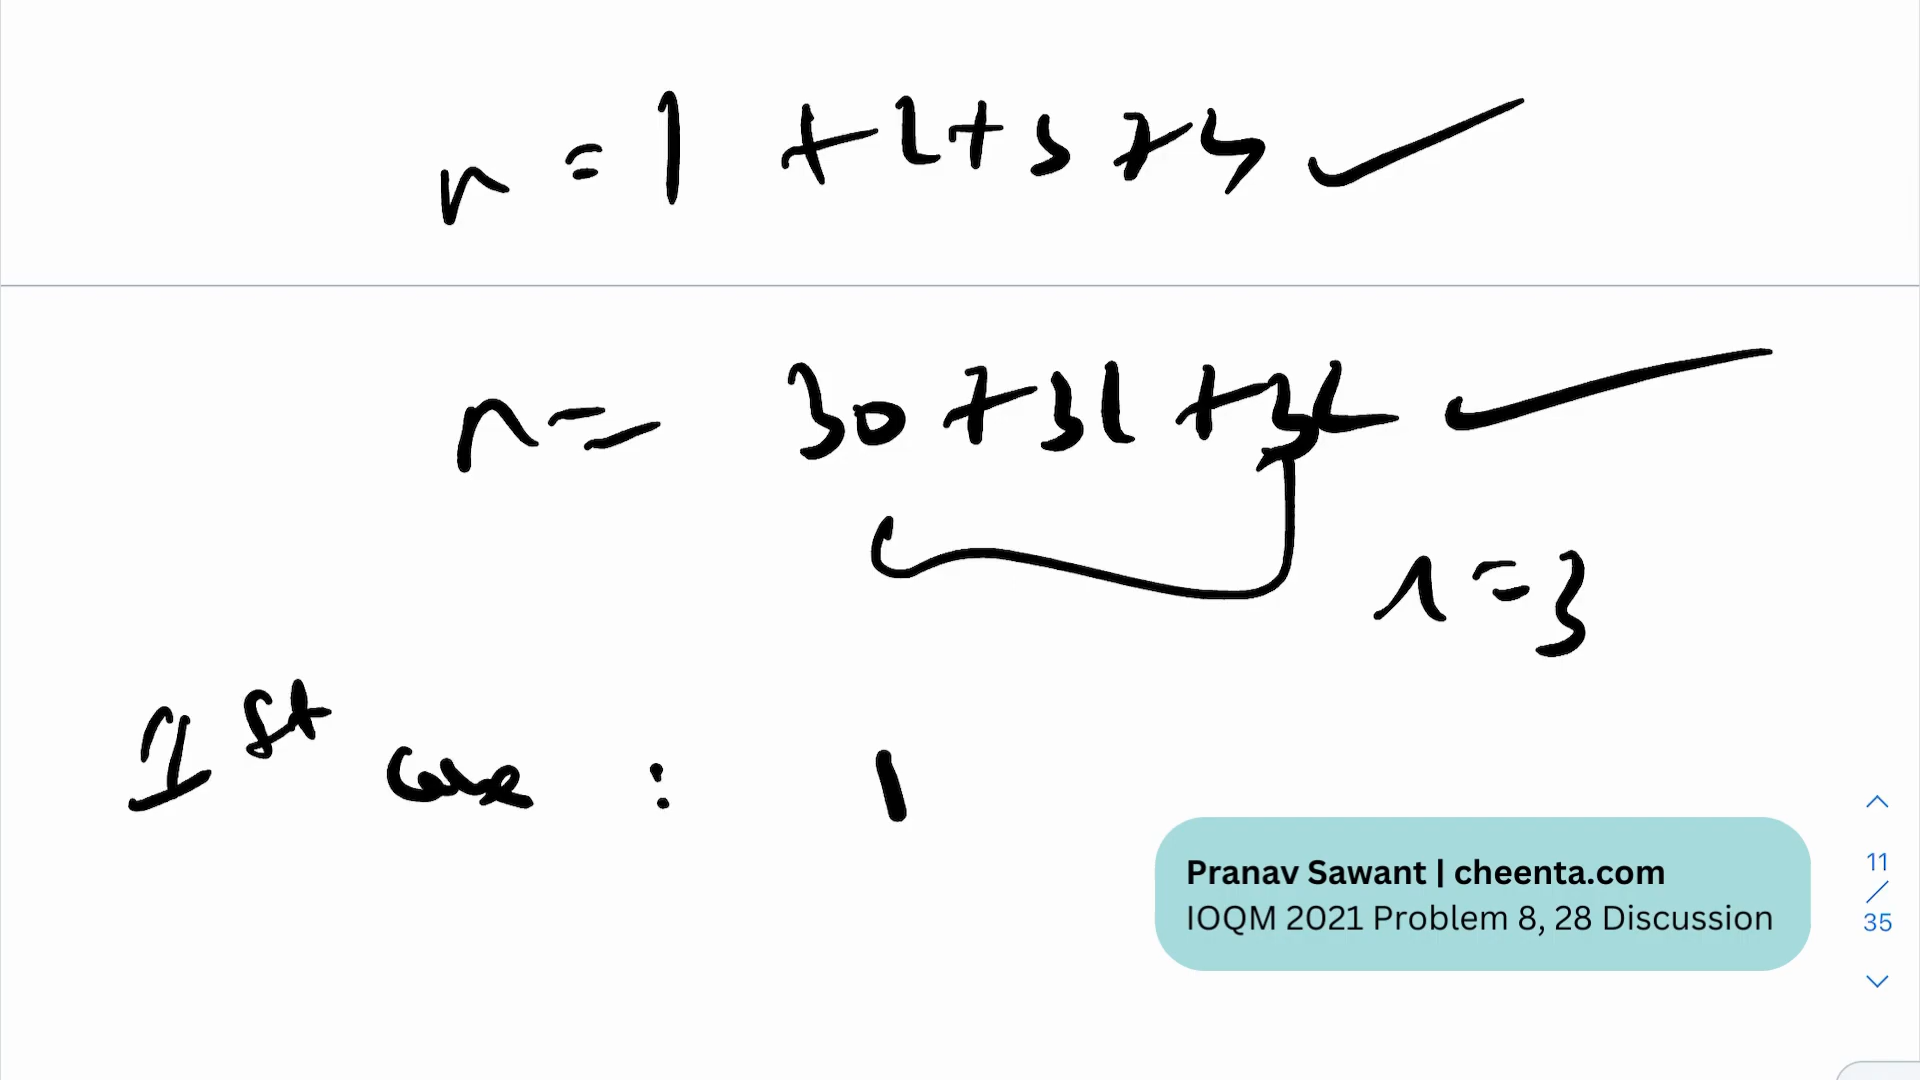 n = 1 + 2 + 3 + 4
n = 30 + 31 + 32
r = 3
1st case : 1
Pranav Sawant | cheenta.com
IOQM 2021 Problem 8, 28 Discussion
11
/
35